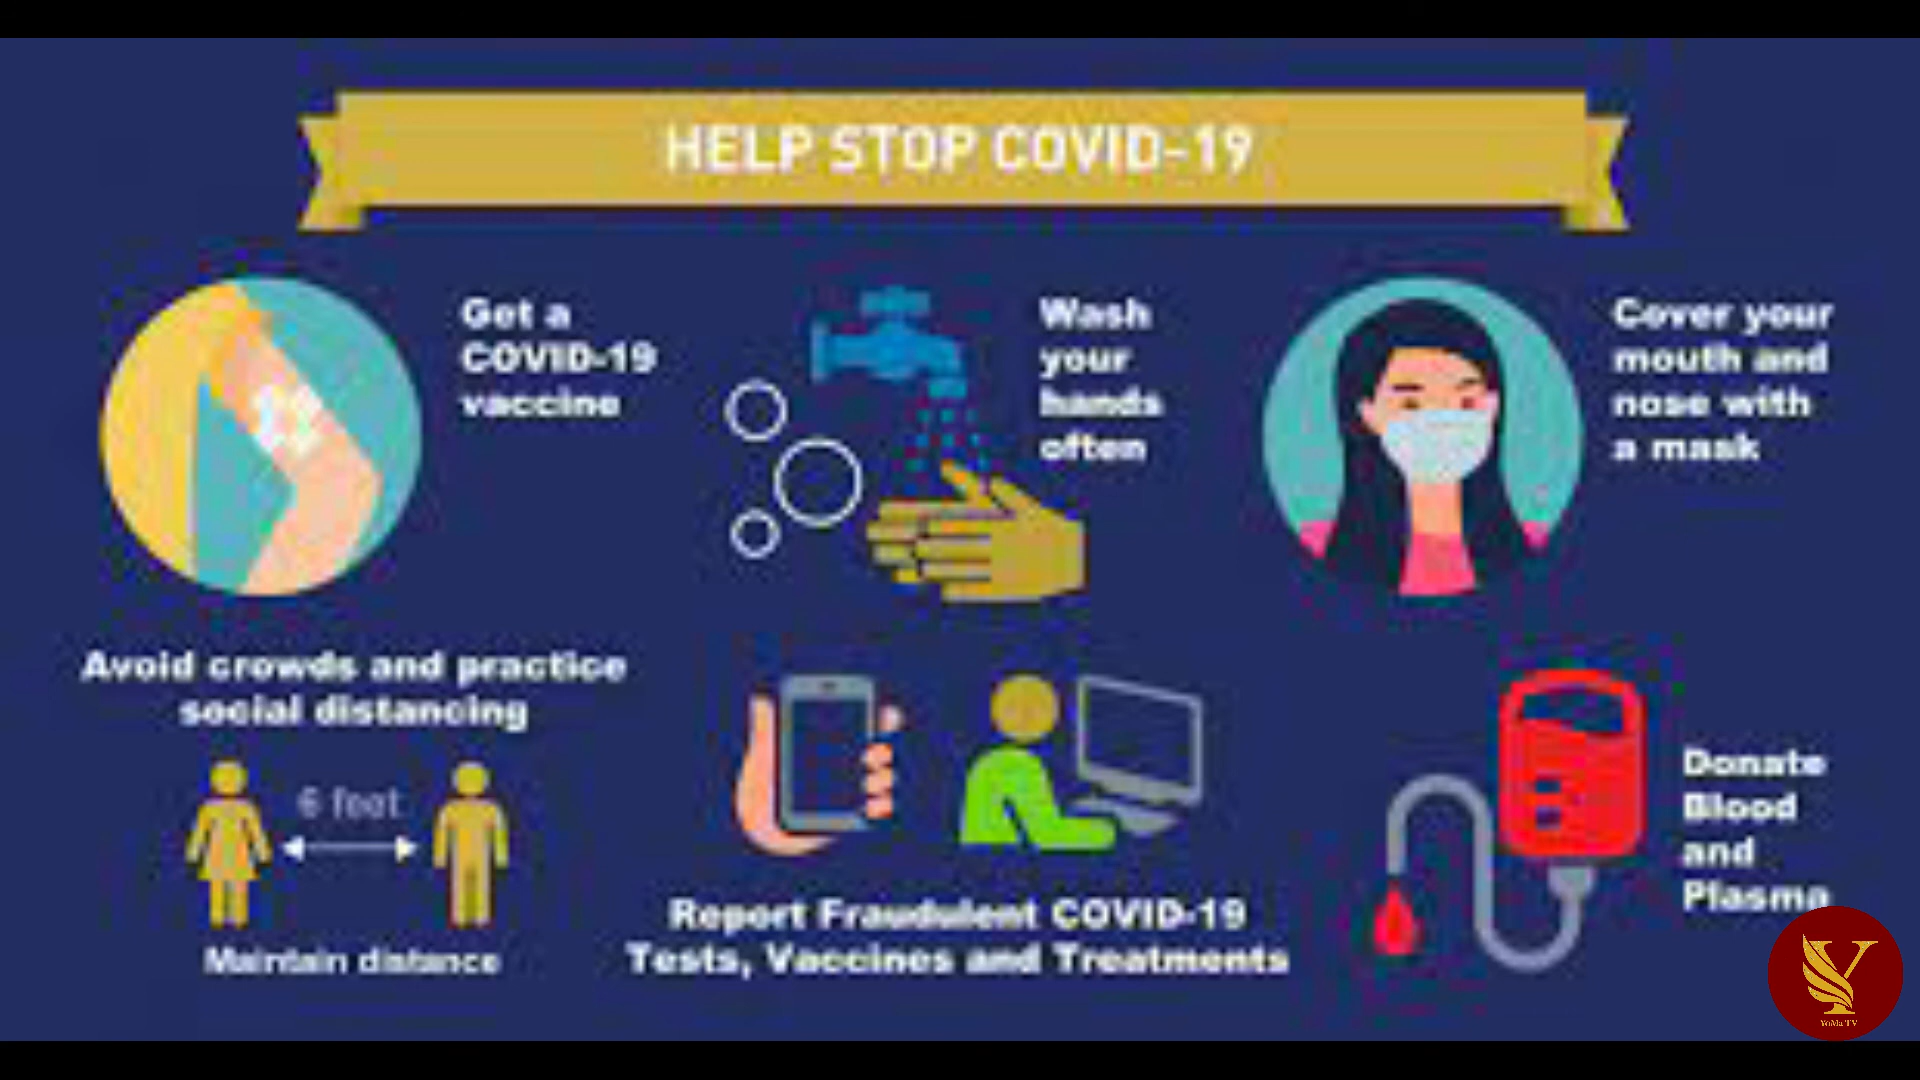 HELP STOP COVID-19
Get a
COVID-19
vaccine
Wash
your
hands
often
Cover your
mouth and
nose with
a mask
Avoid crowds and practice
social distancing
6 feet
Maintain distance
Report Fraudulent COVID-19
Tests, Vaccines and Treatments
Donate
Blood
and
Plasma
Y
YoMa TV